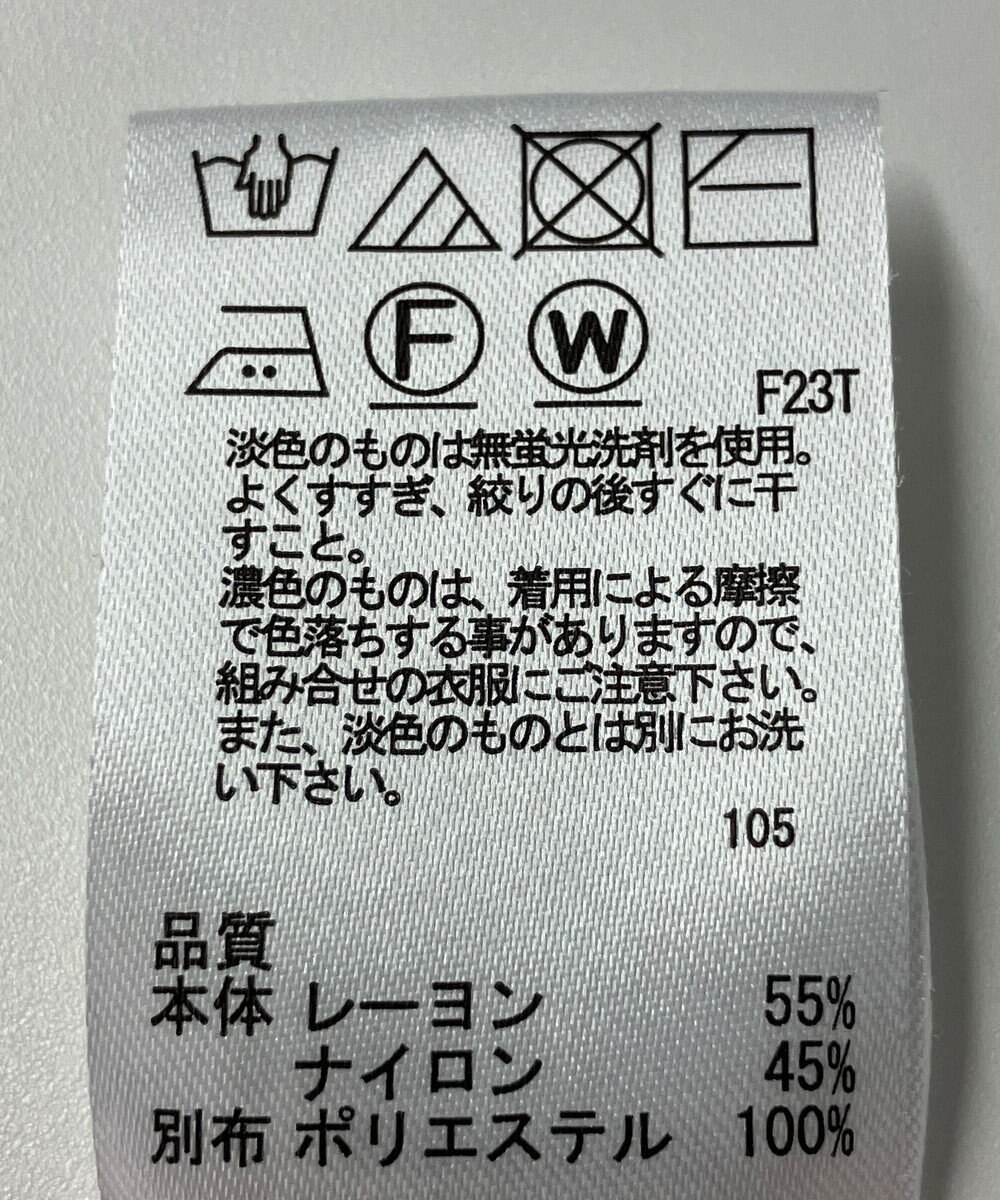 F
W
F23T
淡色のものは無蛍光洗剤を使用。
よくすすぎ、絞りの後すぐに干
すこと。
濃色のものは、着用による摩擦
で色落ちする事がありますので、
組み合せの衣服にご注意下さい。
また、淡色のものとは別にお洗
い下さい。
105
品質
本体 レーヨン 55%
ナイロン 45%
別布 ポリエステル 100%